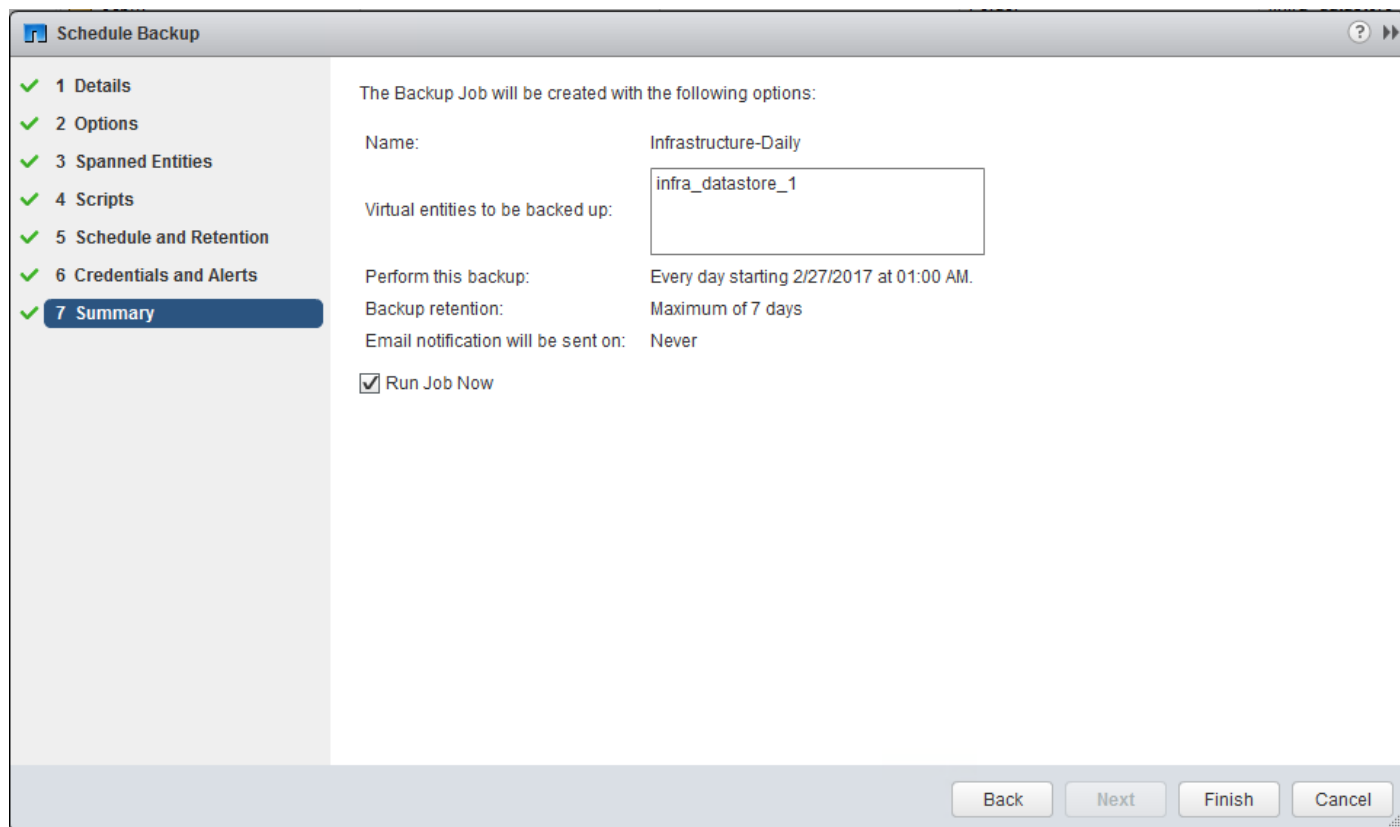 Schedule Backup
?
1 Details
2 Options
3 Spanned Entities
4 Scripts
5 Schedule and Retention
6 Credentials and Alerts
7 Summary
The Backup Job will be created with the following options:
Name: Infrastructure-Daily
infra_datastore_1
Virtual entities to be backed up:
Perform this backup: Every day starting 2/27/2017 at 01:00 AM.
Backup retention: Maximum of 7 days
Email notification will be sent on: Never
Run Job Now
Back Next Finish Cancel